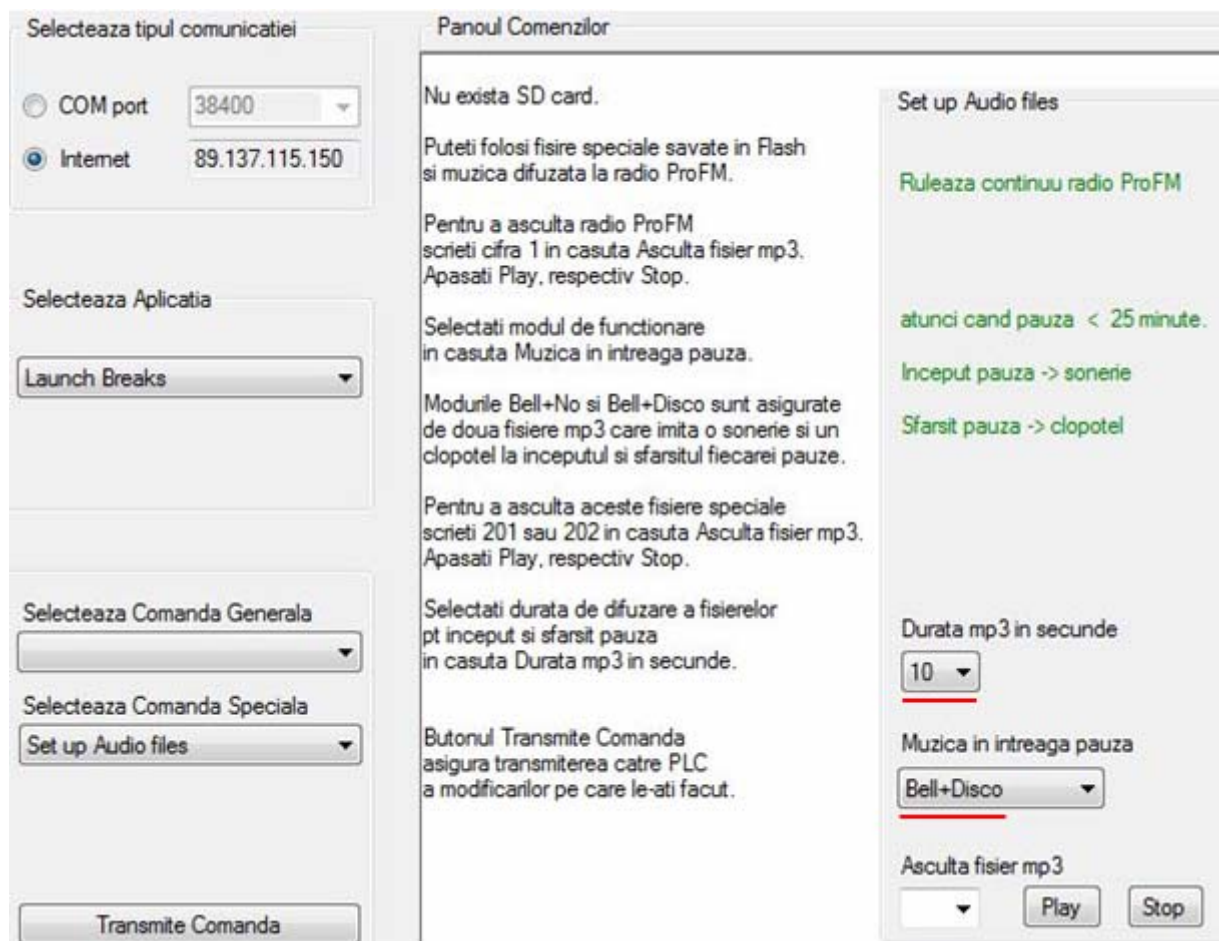 Selecteaza tipul comunicatiei
COM port
38400
Internet
89.137.115.150
Selecteaza Aplicatia
Launch Breaks
Selecteaza Comanda Generala
Selecteaza Comanda Speciala
Set up Audio files
Transmite Comanda
Panoul Comenzilor
Nu exista SD card.
Puteti folosi fisire speciale savate in Flash
si muzica difuzata la radio ProFM.
Pentru a asculta radio ProFM
scrieti cifra 1 in casuta Asculta fisier mp3.
Apasati Play, respectiv Stop.
Selectati modul de functionare
in casuta Muzica in intreaga pauza.
Modurile Bell+No si Bell+Disco sunt asigurate
de doua fisiere mp3 care imita o sonerie si un
clopotel la inceputul si sfarsitul fiecarei pauze.
Pentru a asculta aceste fisiere speciale
scrieti 201 sau 202 in casuta Asculta fisier mp3.
Apasati Play, respectiv Stop.
Selectati durata de difuzare a fisierelor
pt inceput si sfarsit pauza
in casuta Durata mp3 in secunde.
Butonul Transmite Comanda
asigura transmiterea catre PLC
a modificarilor pe care le-ati facut.
Set up Audio files
Ruleaza continuu radio ProFM
atunci cand pauza < 25 minute.
Inceput pauza -> sonerie
Sfarsit pauza -> clopotel
Durata mp3 in secunde
10
Muzica in intreaga pauza
Bell+Disco
Asculta fisier mp3
Play
Stop